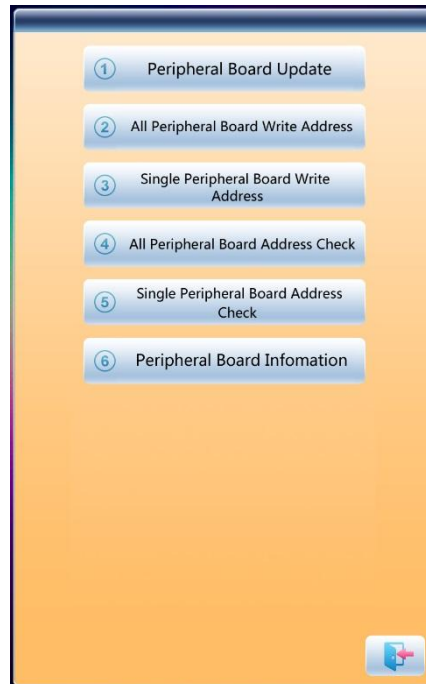 1 Peripheral Board Update
2 All Peripheral Board Write Address
3 Single Peripheral Board Write
Address
4 All Peripheral Board Address Check
5 Single Peripheral Board Address
Check
6 Peripheral Board Infomation